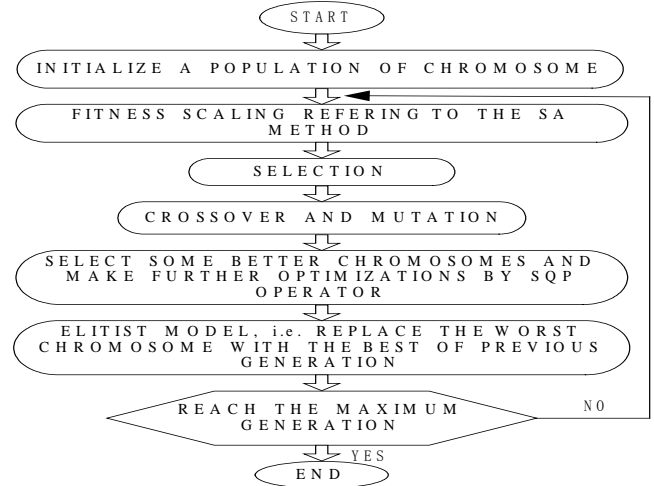 START
INITIALIZE A POPULATION OF CHROMOSOME
FITNESS SCALING REFERING TO THE SA
METHOD
SELECTION
CROSSOVER AND MUTATION
SELECT SOME BETTER CHROMOSOMES AND
MAKE FURTHER OPTIMIZATIONS BY SQP
OPERATOR
ELITIST MODEL, i.e. REPLACE THE WORST
CHROMOSOME WITH THE BEST OF PREVIOUS
GENERATION
REACH THE MAXIMUM
GENERATION
NO
YES
END